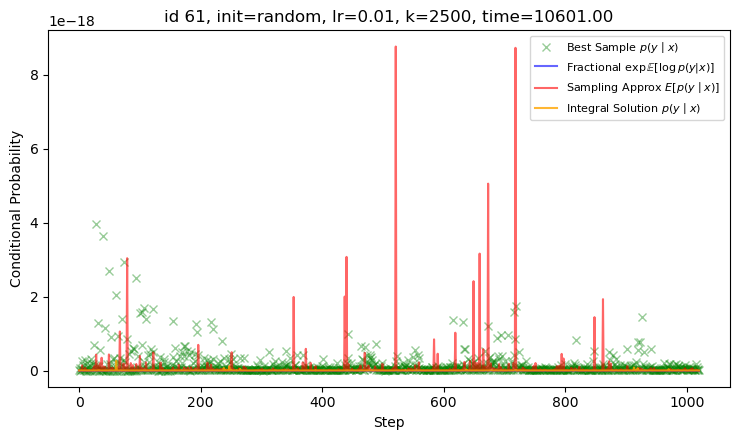 id 61, init=random, lr=0.01, k=2500, time=10601.00
1e−18
Best Sample p(y | x)
Fractional exp𝔼[log p(y|x)]
Sampling Approx E[p(y | x)]
Integral Solution p(y | x)
8
6
4
2
0
Conditional Probability
0 200 400 600 800 1000
Step